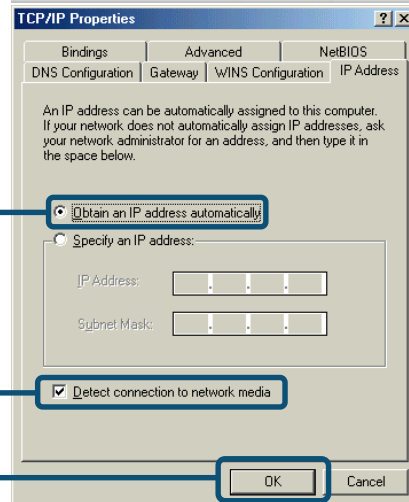 TCP/IP Properties
? ×
Bindings Advanced NetBIOS
DNS Configuration Gateway WINS Configuration IP Address
An IP address can be automatically assigned to this computer.
If your network does not automatically assign IP addresses, ask
your network administrator for an address, and then type it in
the space below.
Obtain an IP address automatically
Specify an IP address:
IP Address:
. . .
Subnet Mask:
. . .
Detect connection to network media
OK Cancel